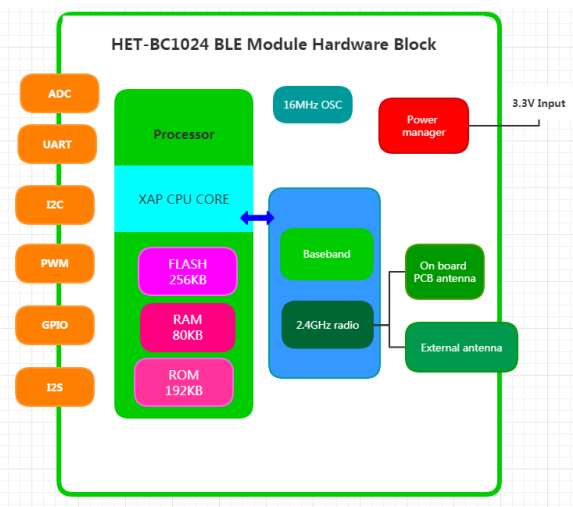 HET-BC1024 BLE Module Hardware Block
ADC
UART
I2C
PWM
GPIO
I2S
Processor
XAP CPU CORE
FLASH
256KB
RAM
80KB
ROM
192KB
16MHz OSC
Power
manager
3.3V Input
Baseband
2.4GHz radio
On board
PCB antenna
External antenna